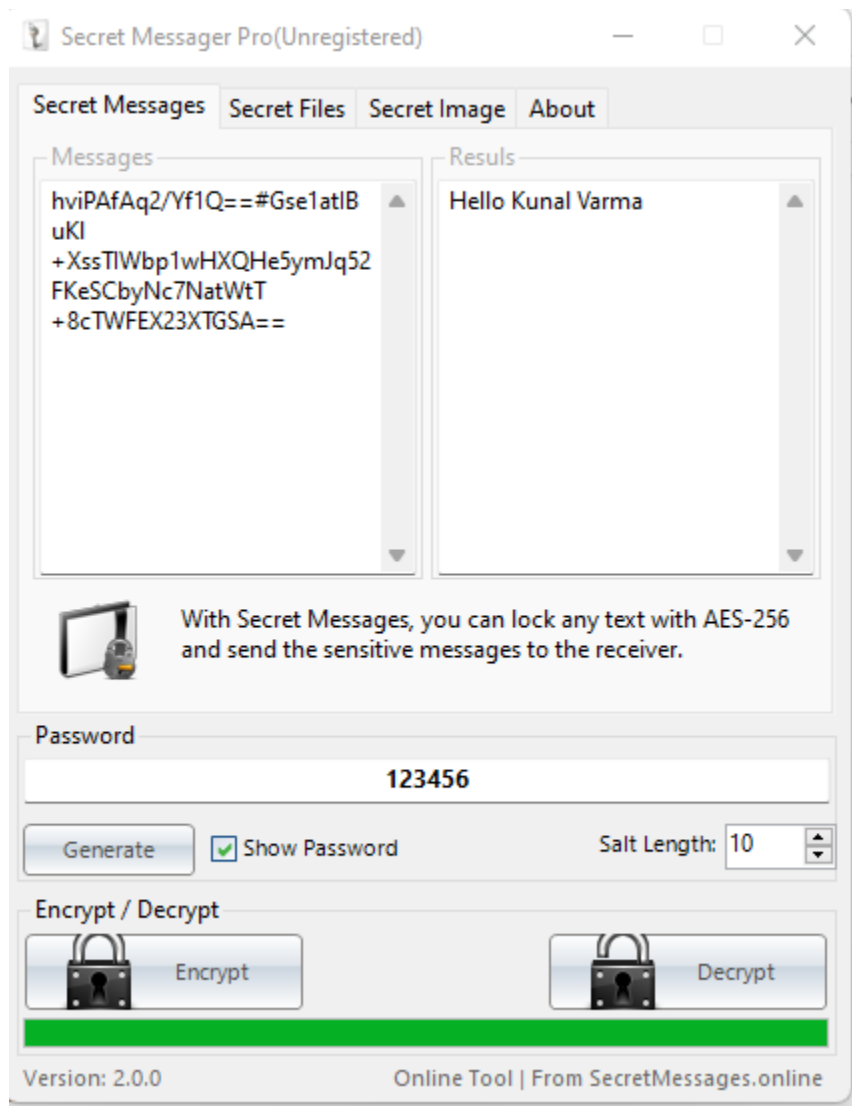 Secret Messager Pro(Unregistered)
Secret Messages Secret Files Secret Image About
Messages
hviPAfAq2/Yf1Q==#Gse1atlB
uKl
+XssTlWbp1wHXQHe5ymJq52
FKeSCbyNc7NatWtT
+8cTWFEX23XTGSA==
Resuls
Hello Kunal Varma
With Secret Messages, you can lock any text with AES-256
and send the sensitive messages to the receiver.
Password
123456
Generate Show Password Salt Length: 10
Encrypt / Decrypt
Encrypt Decrypt
Version: 2.0.0 Online Tool | From SecretMessages.online